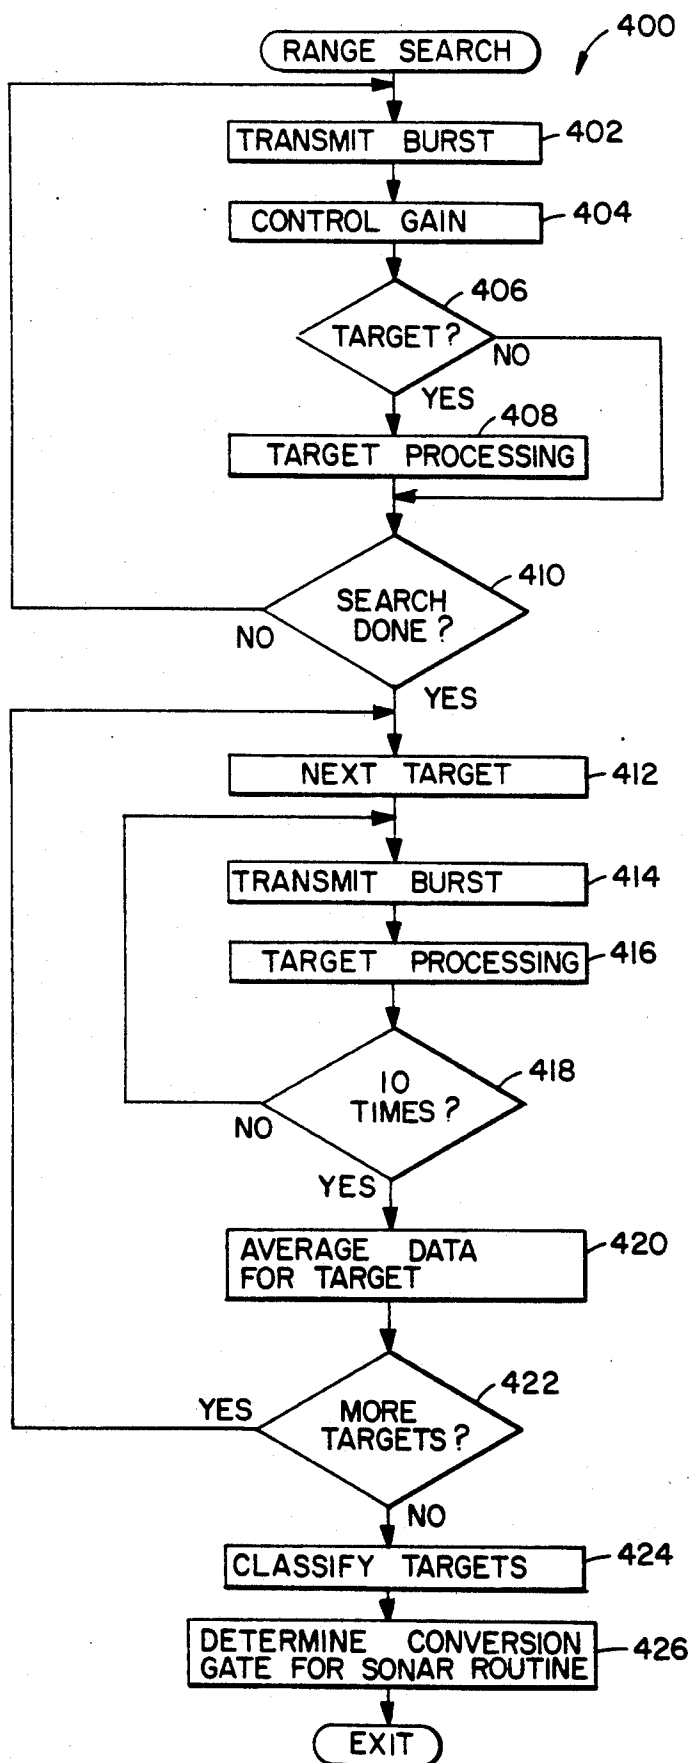 400
RANGE SEARCH
TRANSMIT BURST
402
CONTROL GAIN
404
406
TARGET?
NO
YES
408
TARGET PROCESSING
410
SEARCH
DONE?
NO
YES
NEXT TARGET
412
TRANSMIT BURST
414
TARGET PROCESSING
416
418
10
TIMES?
NO
YES
AVERAGE DATA
FOR TARGET
420
422
YES
MORE
TARGETS?
NO
CLASSIFY TARGETS
424
DETERMINE CONVERSION
GATE FOR SONAR ROUTINE
426
EXIT